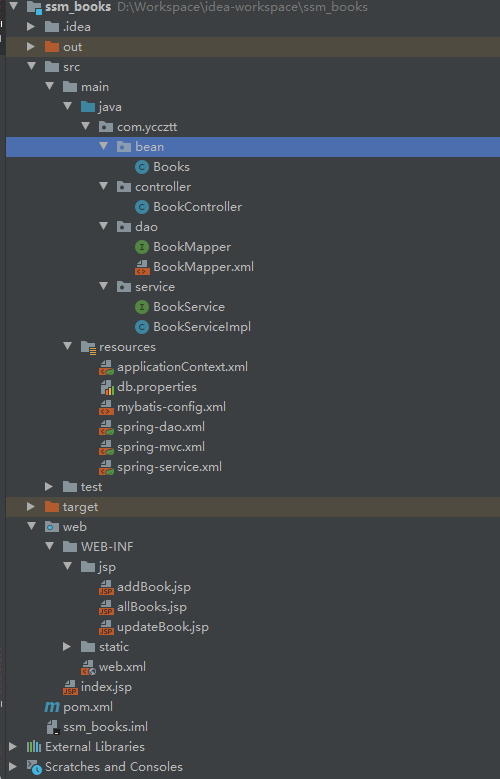 ssm_books D:\Workspace\idea-workspace\ssm_books
.idea
out
src
main
java
com.yccztt
bean
Books
controller
BookController
dao
BookMapper
BookMapper.xml
service
BookService
BookServiceImpl
resources
applicationContext.xml
db.properties
mybatis-config.xml
spring-dao.xml
spring-mvc.xml
spring-service.xml
test
target
web
WEB-INF
jsp
addBook.jsp
allBooks.jsp
updateBook.jsp
static
web.xml
index.jsp
pom.xml
ssm_books.iml
External Libraries
Scratches and Consoles